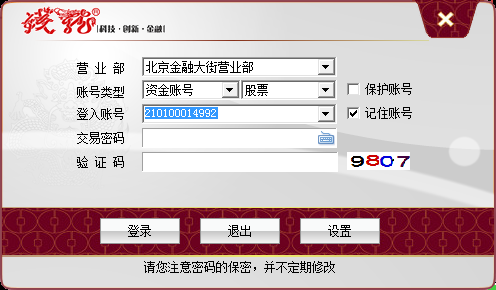 钱龙® |科技·创新·金融|
营 业 部 北京金融大街营业部
账号类型 资金账号 股票 保护账号
登入账号 210100014992 记住账号
交易密码
验 证 码 9807
登录 退出 设置
请您注意密码的保密，并不定期修改